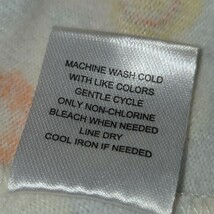 MACHINE WASH COLD
WITH LIKE COLORS
GENTLE CYCLE
ONLY NON-CHLORINE
BLEACH WHEN NEEDED
LINE DRY
COOL IRON IF NEEDED